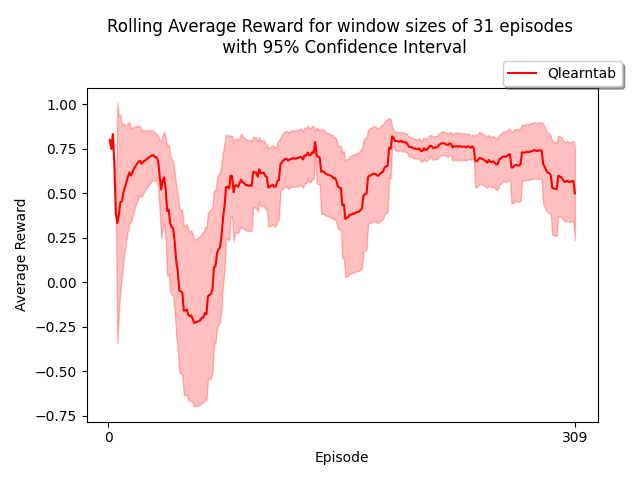 Rolling Average Reward for window sizes of 31 episodes
with 95% Confidence Interval
Qlearntab
1.00
0.75
0.50
0.25
0.00
−0.25
−0.50
−0.75
Average Reward
0
309
Episode